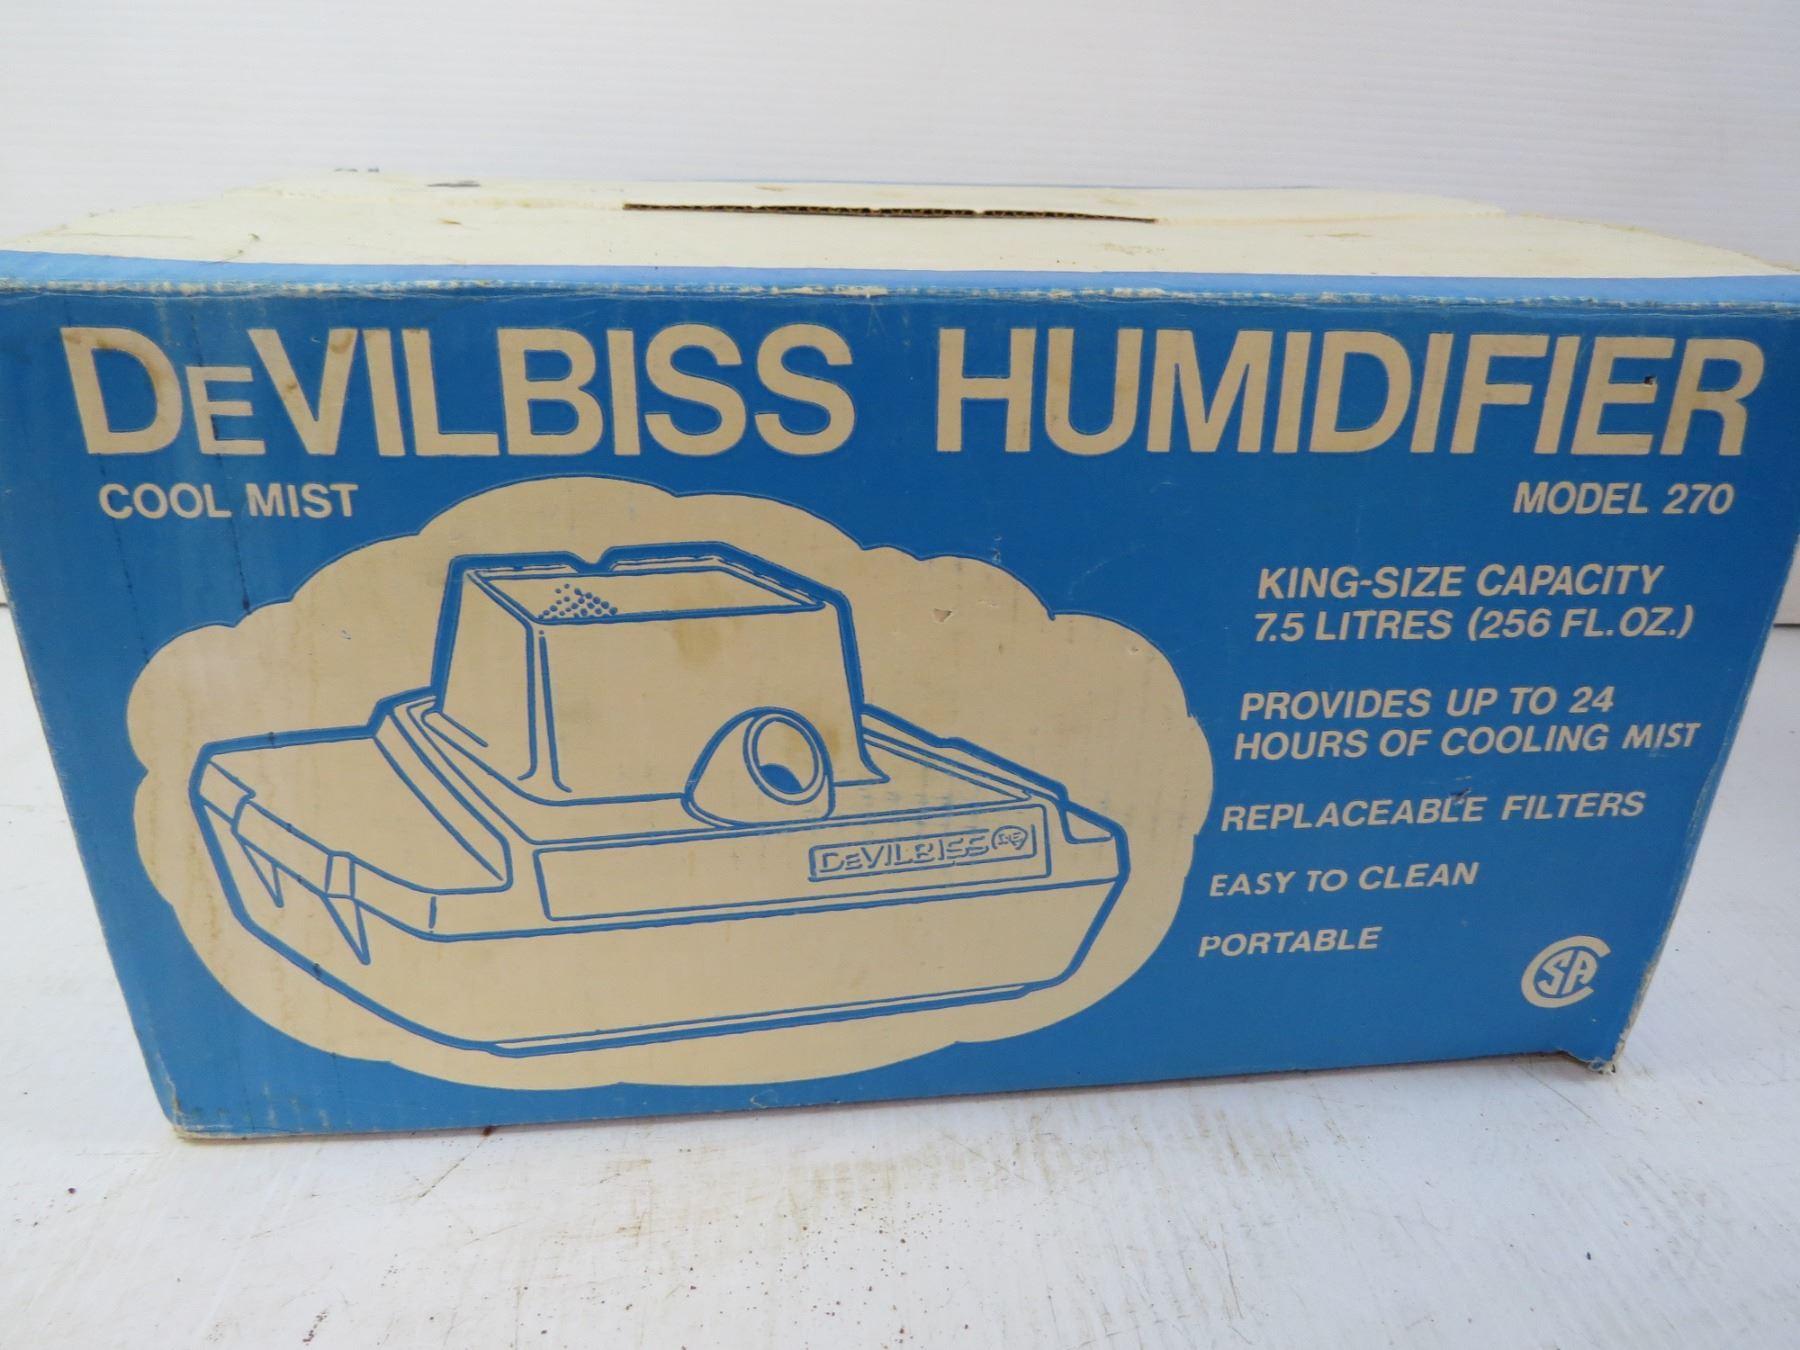 DeVILBISS HUMIDIFIER
COOL MIST
MODEL 270
KING-SIZE CAPACITY
7.5 LITRES (256 FL.OZ.)
PROVIDES UP TO 24
HOURS OF COOLING MIST
REPLACEABLE FILTERS
EASY TO CLEAN
PORTABLE
DeVILBISS
CSA